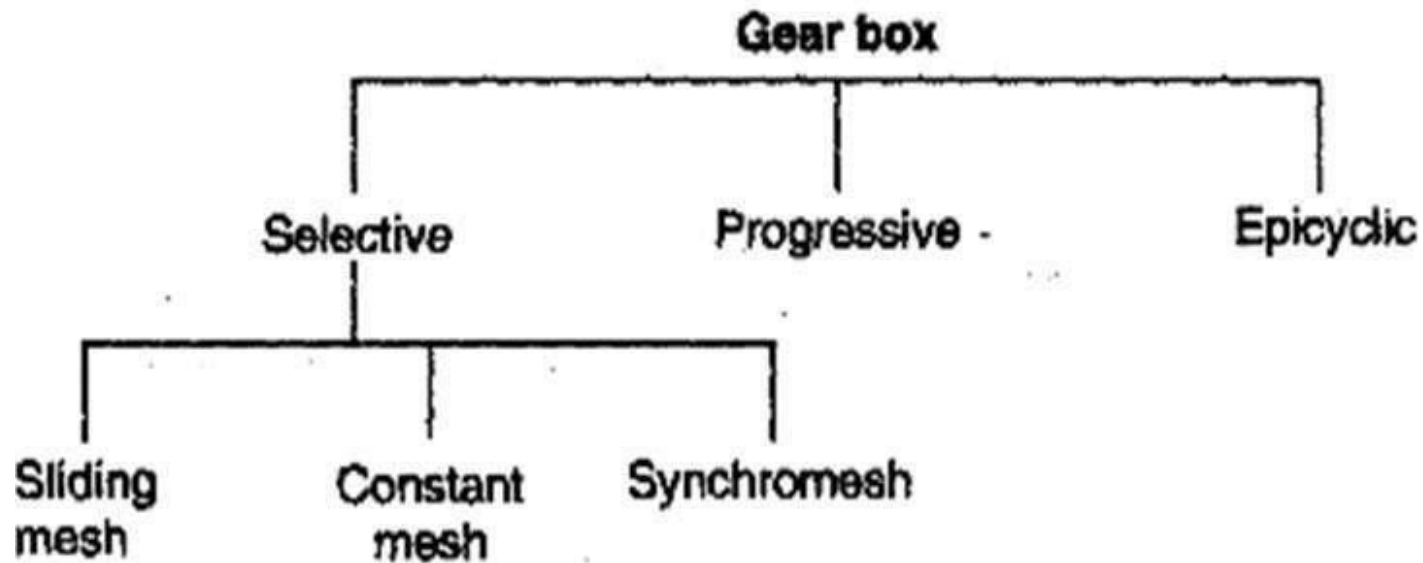 Gear box
Selective
Progressive
Epicyclic
Sliding
mesh
Constant
mesh
Synchromesh